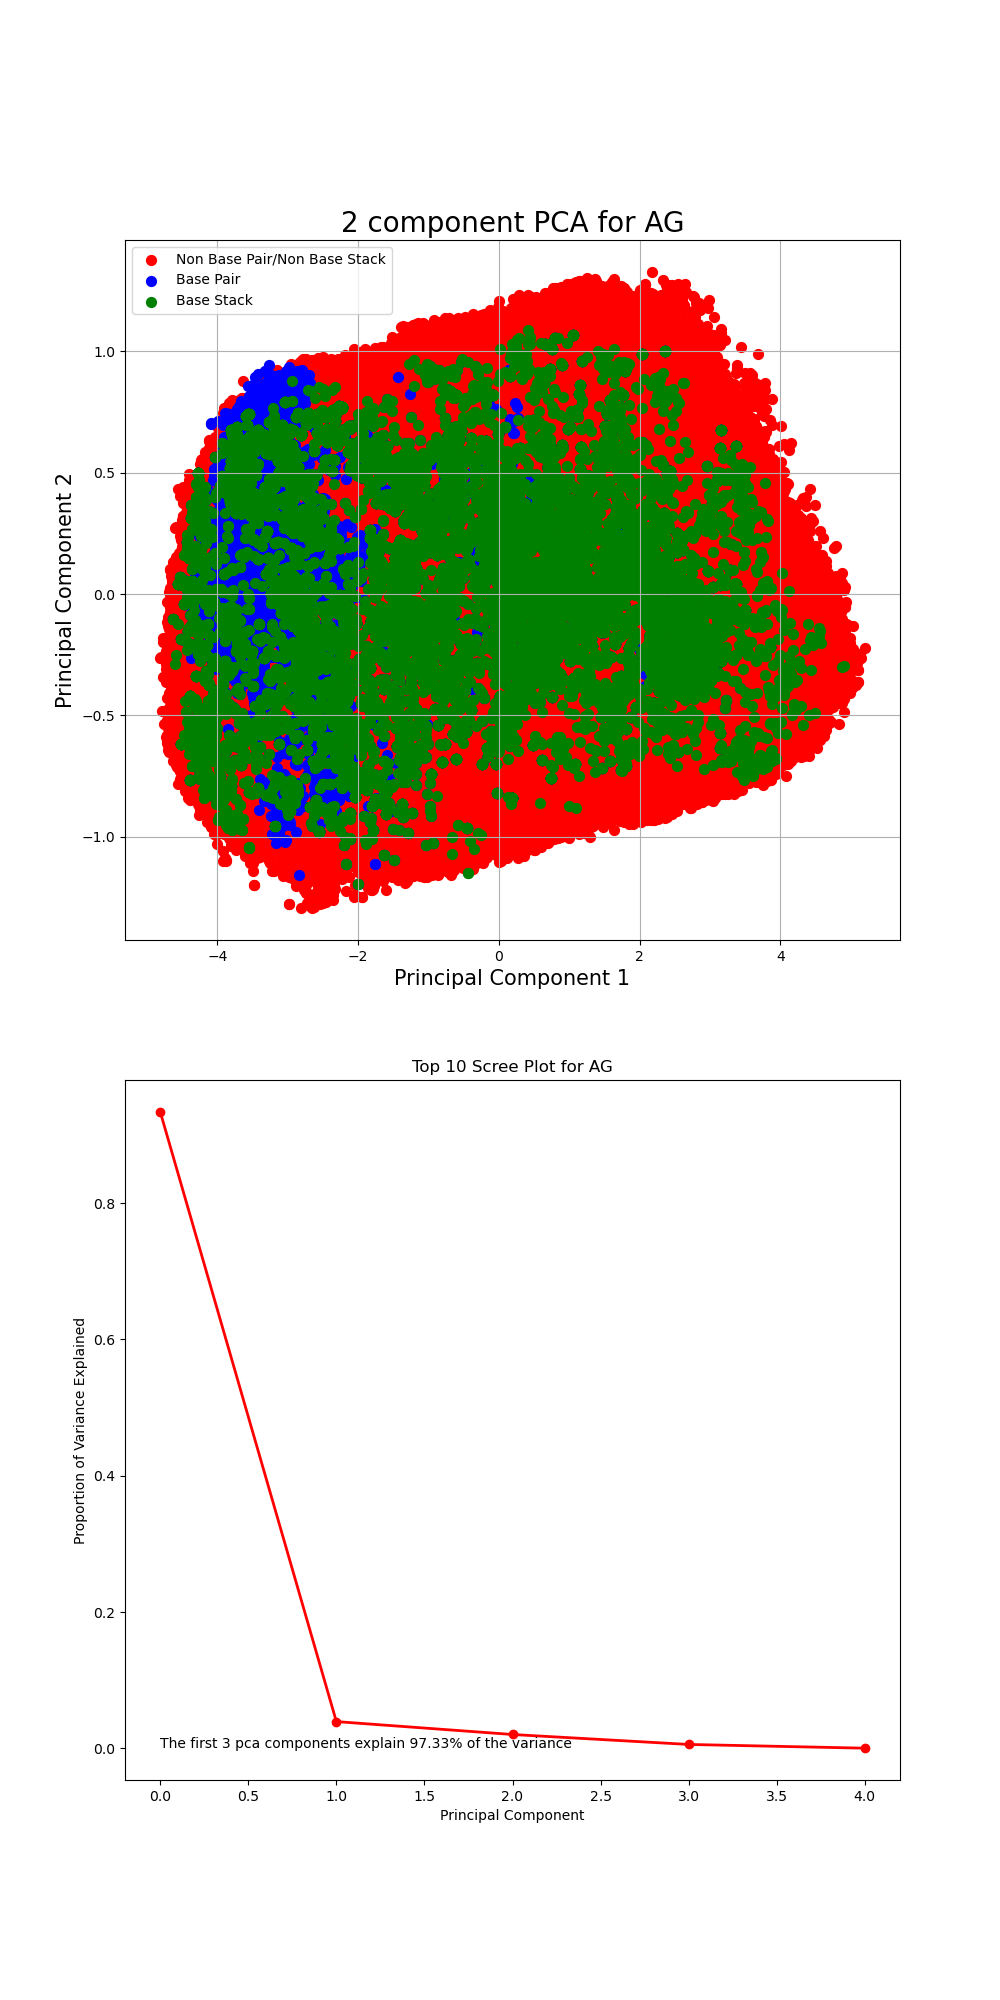 2 component PCA for AG
Non Base Pair/Non Base Stack
Base Pair
Base Stack
Principal Component 2
1.0
0.5
0.0
−0.5
−1.0
−4 −2 0 2 4
Principal Component 1
Top 10 Scree Plot for AG
Proportion of Variance Explained
0.8
0.6
0.4
0.2
0.0
The first 3 pca components explain 97.33% of the variance
0.0 0.5 1.0 1.5 2.0 2.5 3.0 3.5 4.0
Principal Component